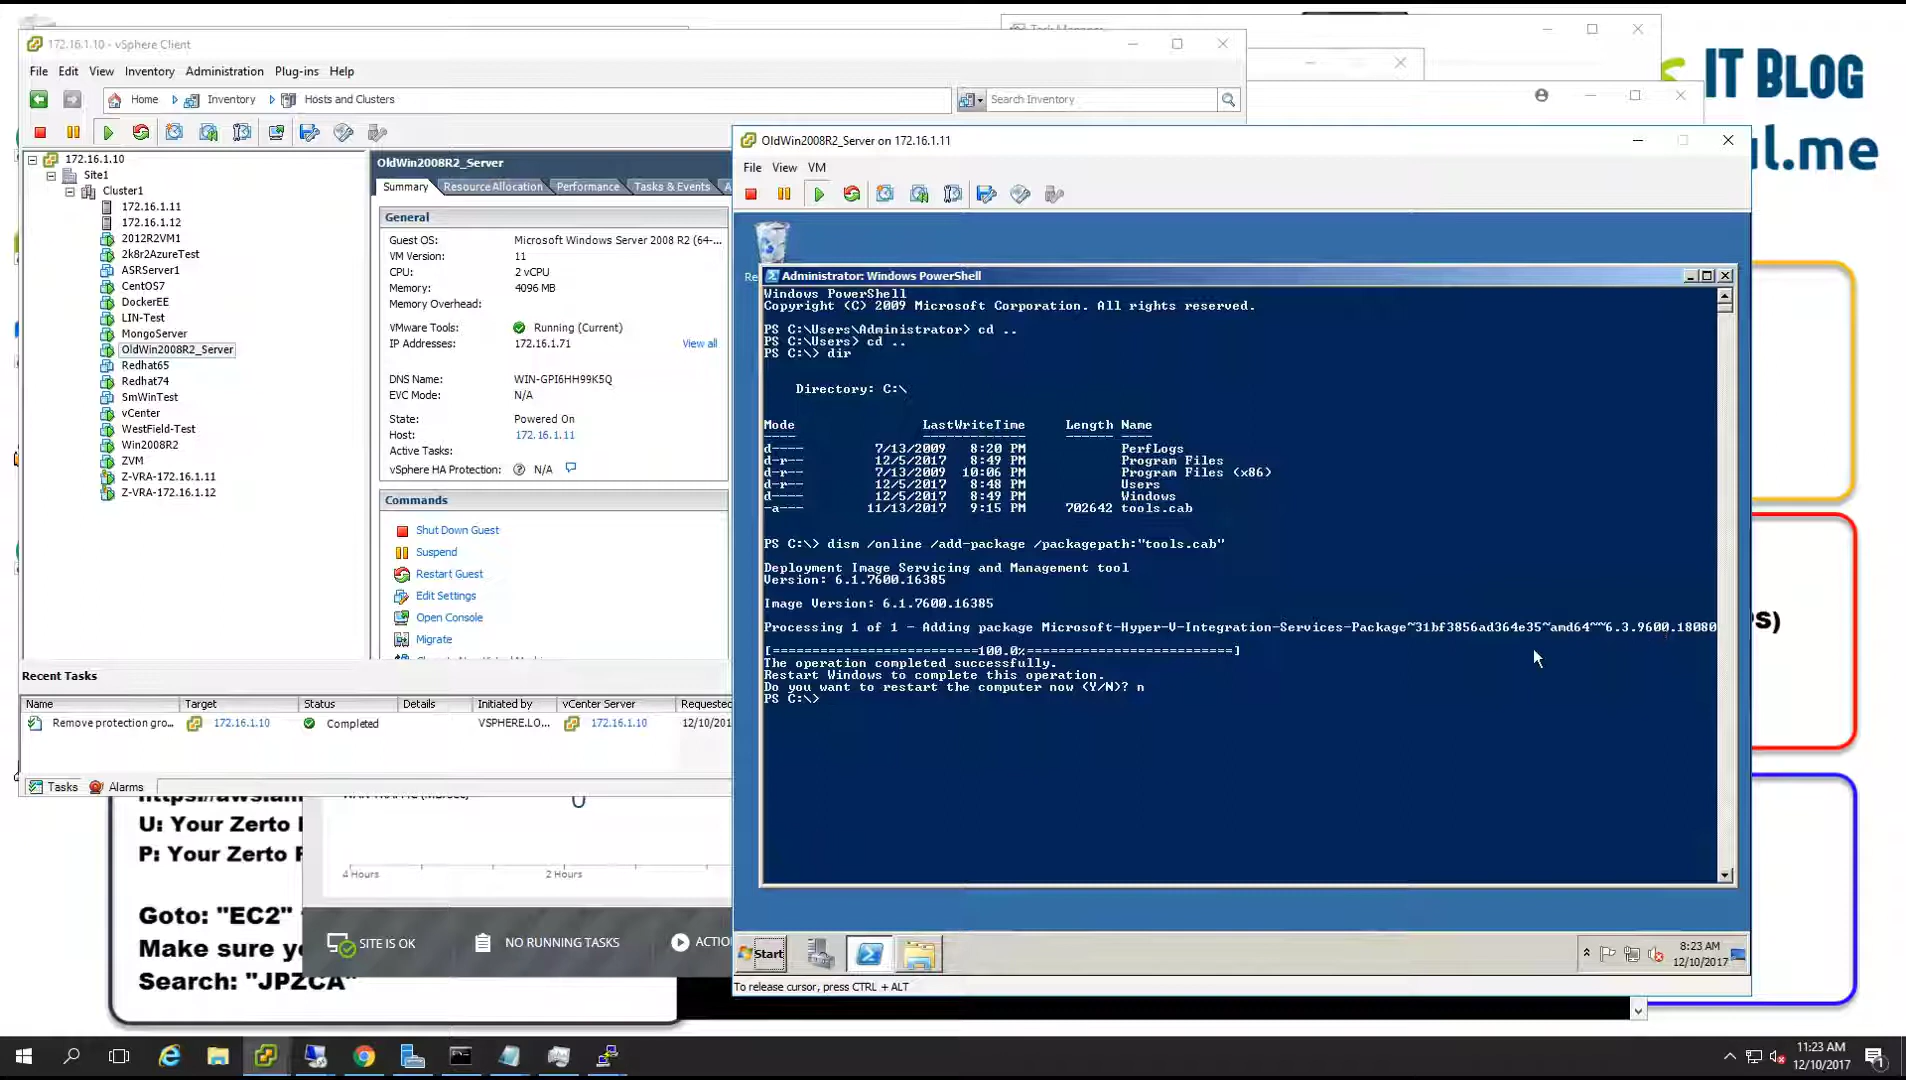 172.16.1.10 - vSphere Client
File Edit View Inventory Administration Plug-ins Help
Home Inventory Hosts and Clusters Search Inventory
172.16.1.10
Site1
Cluster1
172.16.1.11
172.16.1.12
2012R2VM1
2k8r2AzureTest
ASRServer1
CentOS7
DockerEE
LIN-Test
MongoServer
OldWin2008R2_Server
Redhat65
Redhat74
SmWinTest
vCenter
WestField-Test
Win2008R2
ZVM
Z-VRA-172.16.1.11
Z-VRA-172.16.1.12
OldWin2008R2_Server
Summary Resource Allocation Performance Tasks & Events A
General
Guest OS: Microsoft Windows Server 2008 R2 (64-...
VM Version: 11
CPU: 2 vCPU
Memory: 4096 MB
Memory Overhead:
VMware Tools: Running (Current)
IP Addresses: 172.16.1.71 View all
DNS Name: WIN-GPI6HH99K5Q
EVC Mode: N/A
State: Powered On
Host: 172.16.1.11
Active Tasks:
vSphere HA Protection: N/A
Commands
Shut Down Guest
Suspend
Restart Guest
Edit Settings
Open Console
Migrate
Recent Tasks
Name Target Status Details Initiated by vCenter Server Requested
Remove protection gro... 172.16.1.10 Completed VSPHERE.LO... 172.16.1.10 12/10/201
Tasks Alarms
U: Your Zerto
P: Your Zerto
Goto: "EC2"
Make sure yo
Search: "JPZCA"
4 Hours 2 Hours
SITE IS OK NO RUNNING TASKS ACTIO
Task Manager
IT BLOG
ul.me
OldWin2008R2_Server on 172.16.1.11
File View VM
Re
Administrator: Windows PowerShell
Windows PowerShell
Copyright (C) 2009 Microsoft Corporation. All rights reserved.
PS C:\Users\Administrator> cd ..
PS C:\Users> cd ..
PS C:\> dir
Directory: C:\
Mode LastWriteTime Length Name
---- ------------- ------ ----
d---- 7/13/2009 8:20 PM PerfLogs
d-r-- 12/5/2017 8:49 PM Program Files
d-r-- 7/13/2009 10:06 PM Program Files (x86)
d-r-- 12/5/2017 8:48 PM Users
d---- 12/5/2017 8:49 PM Windows
-a--- 11/13/2017 9:15 PM 702642 tools.cab
PS C:\> dism /online /add-package /packagepath:"tools.cab"
Deployment Image Servicing and Management tool
Version: 6.1.7600.16385
Image Version: 6.1.7600.16385
Processing 1 of 1 - Adding package Microsoft-Hyper-V-Integration-Services-Package~31bf3856ad364e35~amd64~~6.3.9600.18080
[==========================100.0%==========================]
The operation completed successfully.
Restart Windows to complete this operation.
Do you want to restart the computer now (Y/N)? n
PS C:\>
Start
8:23 AM
12/10/2017
To release cursor, press CTRL + ALT
11:23 AM
12/10/2017
1